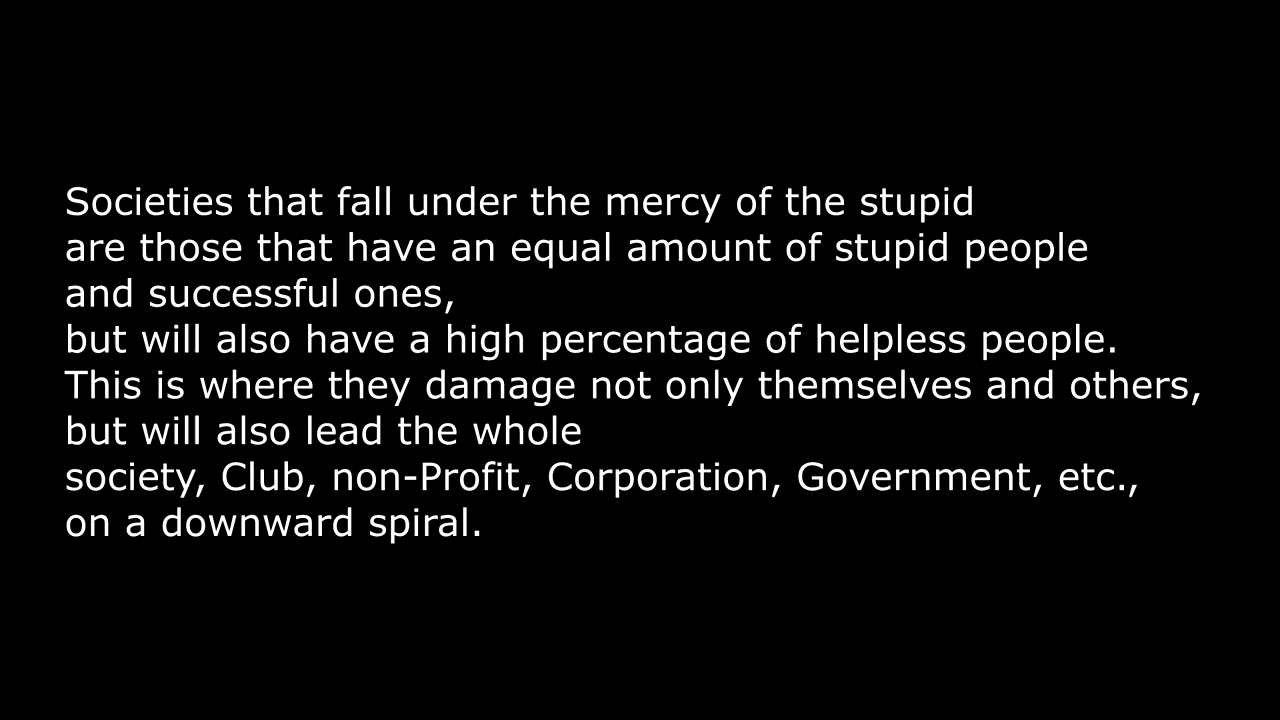 Societies that fall under the mercy of the stupid
are those that have an equal amount of stupid people
and successful ones,
but will also have a high percentage of helpless people.
This is where they damage not only themselves and others,
but will also lead the whole
society, Club, non-Profit, Corporation, Government, etc.,
on a downward spiral.